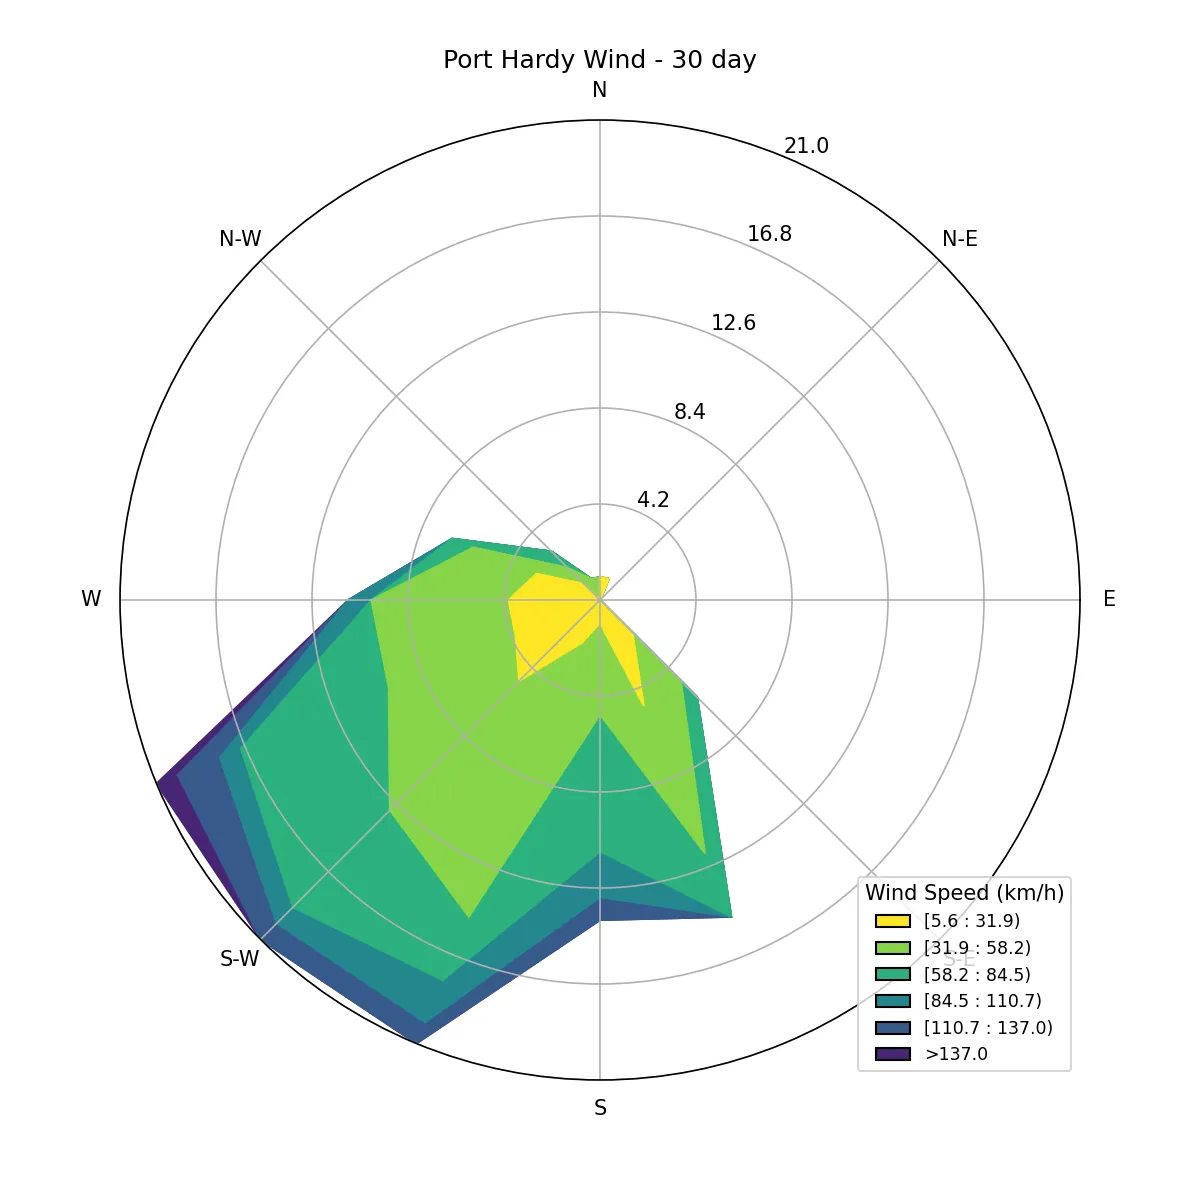 Port Hardy Wind - 30 day
N
21.0
16.8
N-W
N-E
12.6
8.4
4.2
W
E
S-W
S-E
S
Wind Speed (km/h)
[5.6 : 31.9)
[31.9 : 58.2)
[58.2 : 84.5)
[84.5 : 110.7)
[110.7 : 137.0)
>137.0